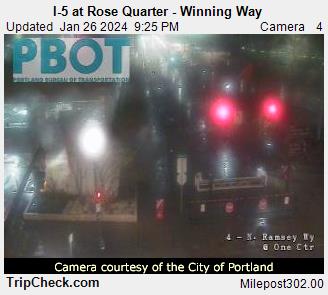 I-5 at Rose Quarter - Winning Way
Updated Jan 26 2024 9:25 PM Camera 4
PBOT
PORTLAND BUREAU OF TRANSPORTATION
4 - N. Ramsey Wy
@ One Ctr
Camera courtesy of the City of Portland
TripCheck.com Milepost302.00